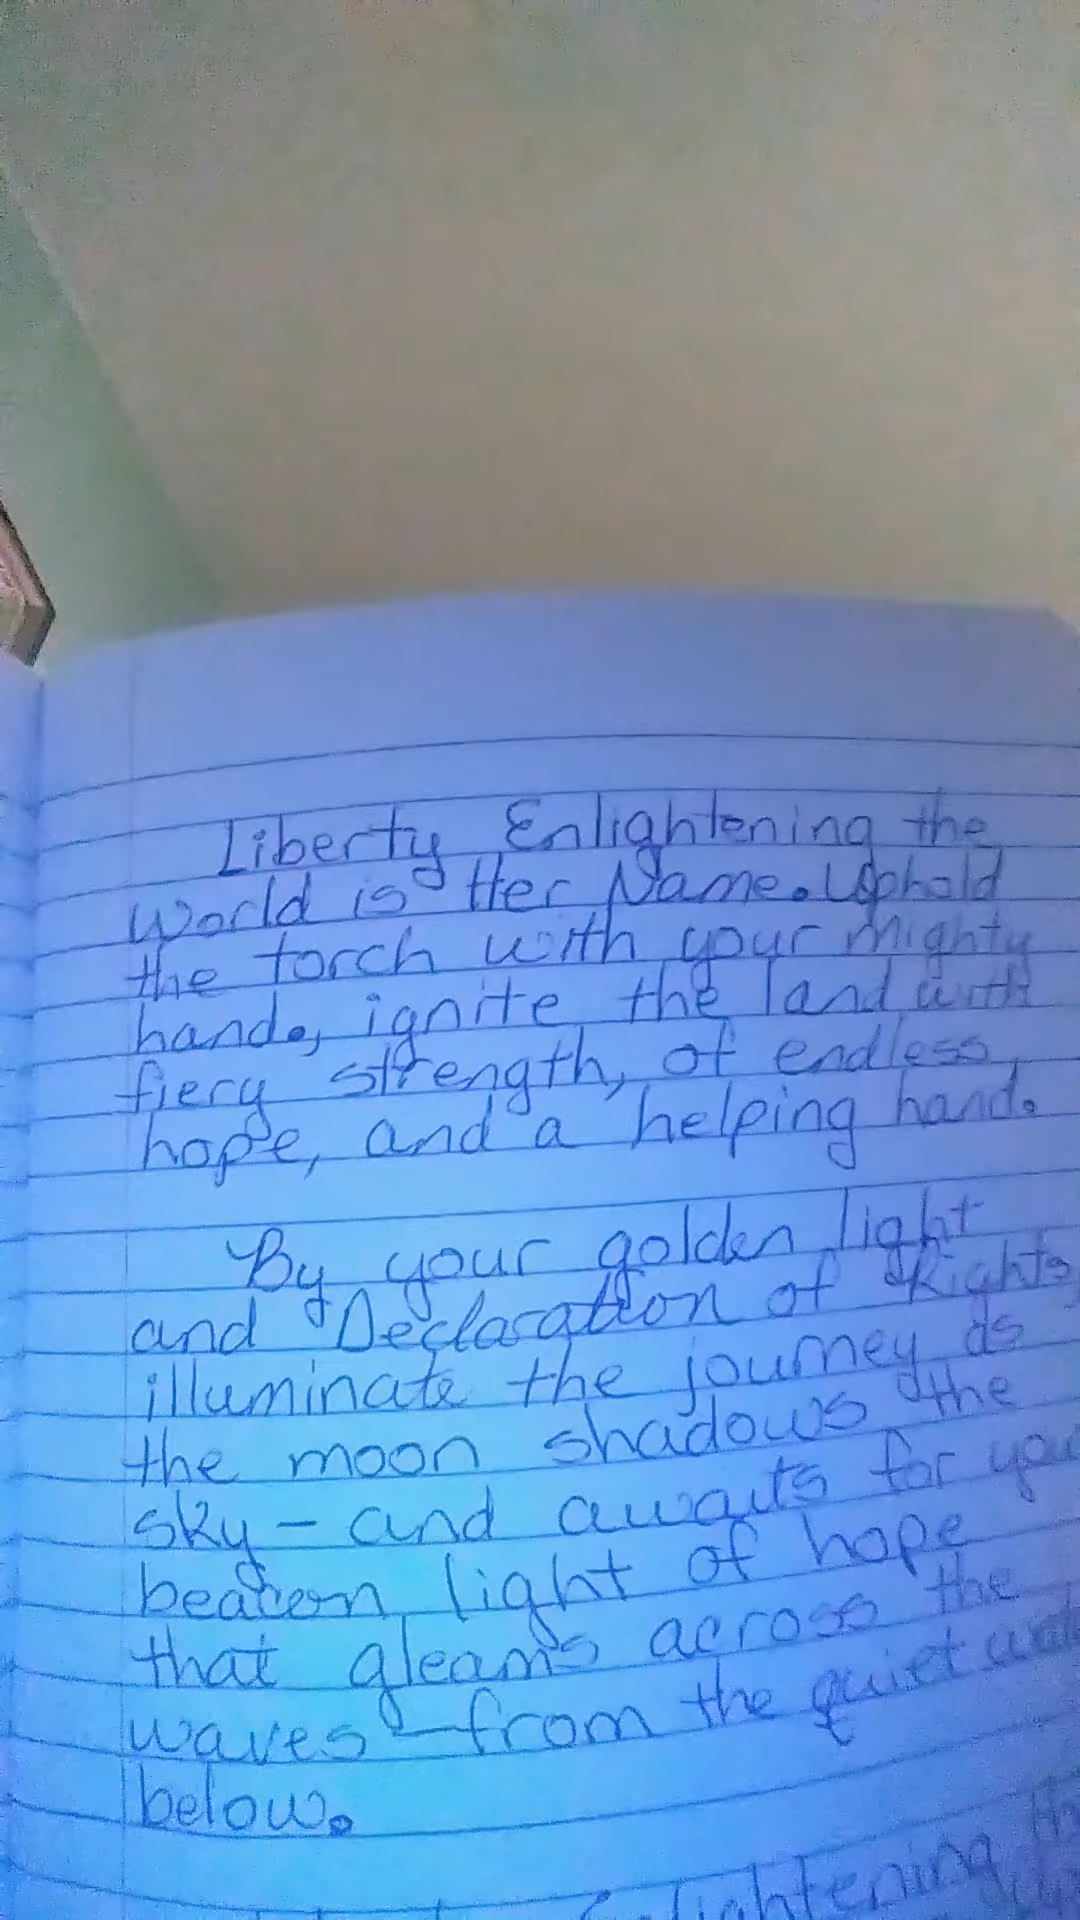 Liberty Enlightening the
World is Her Name. Uphold
the torch with your mighty
hands, ignite the land with
fiery strength, of endless
hope, and a helping hand.
By your golden light
and Declaration of Rights
illuminate the journey as
the moon shadows the
sky - and awaits for you
beacon light of hope
that gleams across the
waves - from the quiet
below.